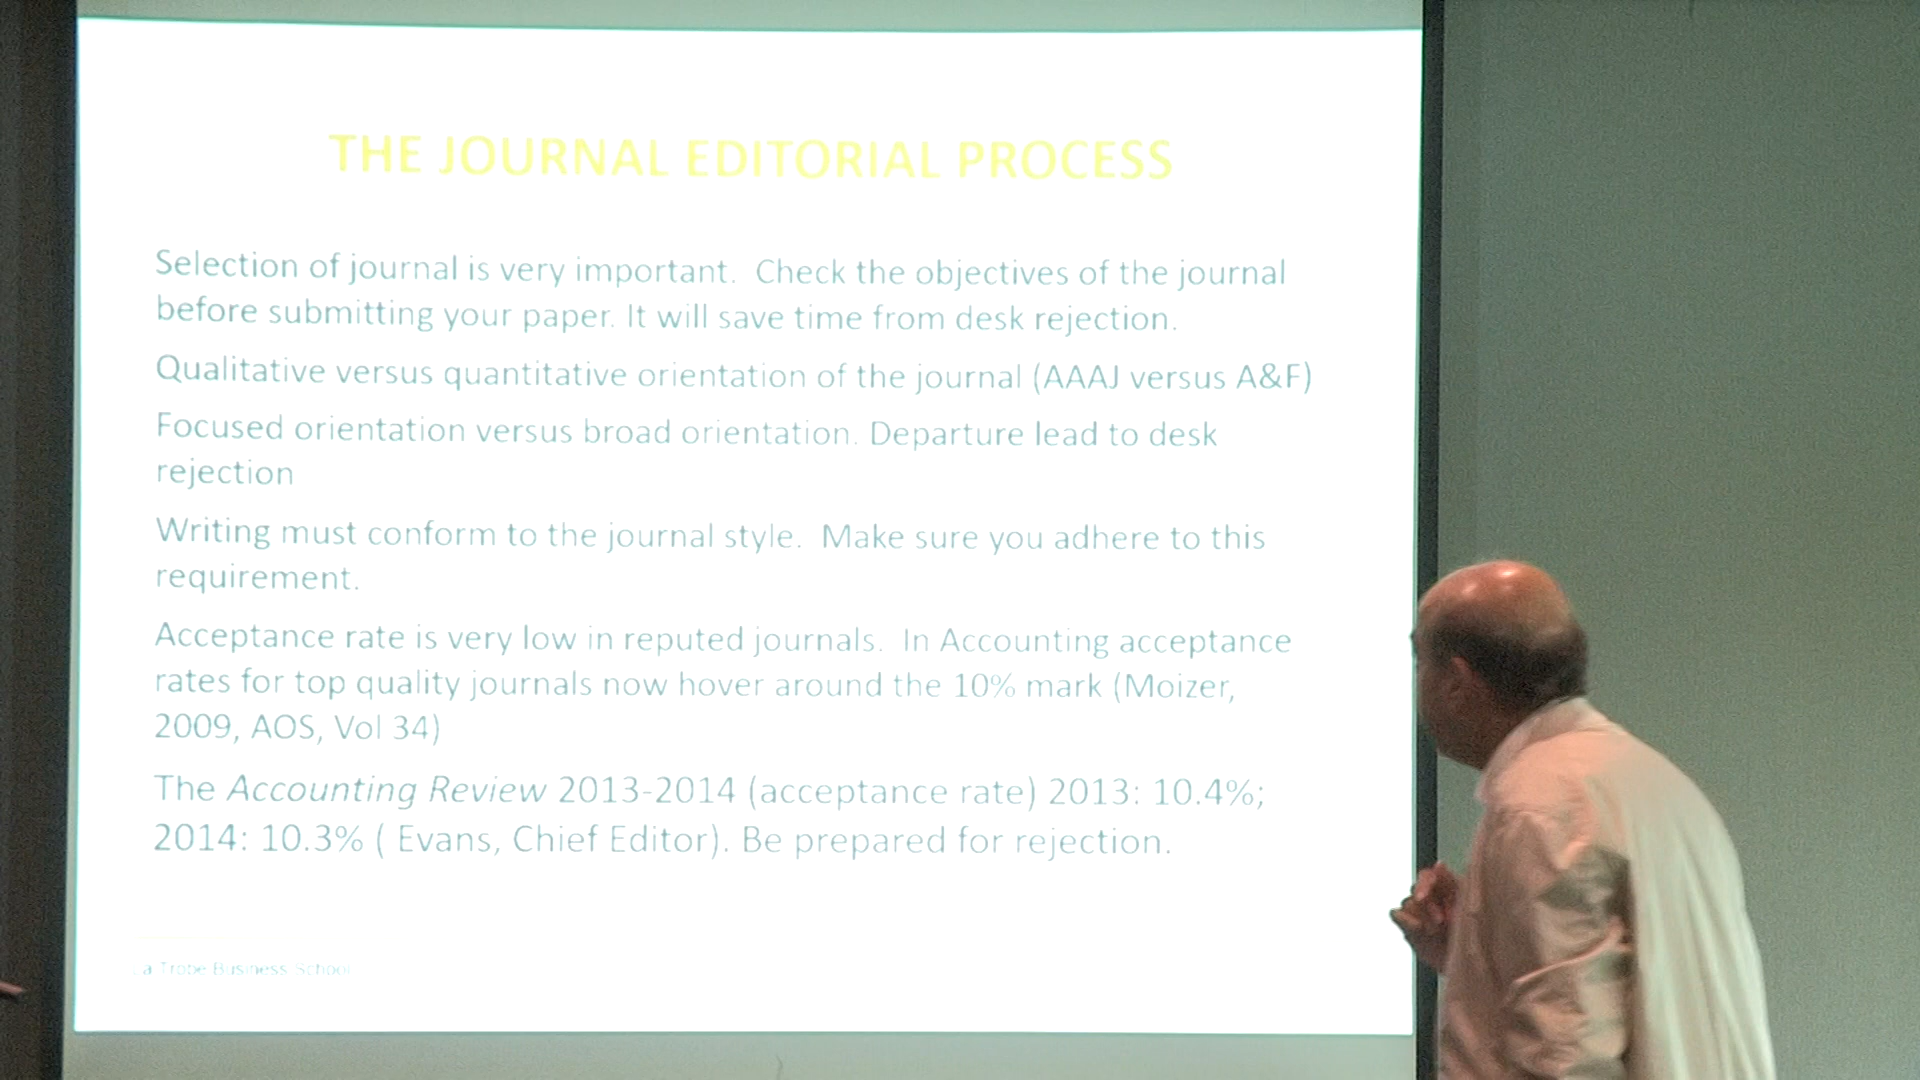 THE JOURNAL EDITORIAL PROCESS
Selection of journal is very important. Check the objectives of the journal
before submitting your paper. It will save time from desk rejection.
Qualitative versus quantitative orientation of the journal (AAAJ versus A&F)
Focused orientation versus broad orientation. Departure lead to desk
rejection
Writing must conform to the journal style. Make sure you adhere to this
requirement.
Acceptance rate is very low in reputed journals. In Accounting acceptance
rates for top quality journals now hover around the 10% mark (Moizer,
2009, AOS, Vol 34)
The Accounting Review 2013-2014 (acceptance rate) 2013: 10.4%;
2014: 10.3% ( Evans, Chief Editor). Be prepared for rejection.
La Trobe Business School